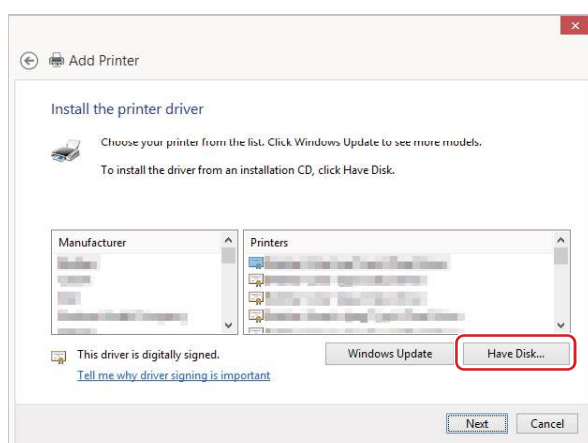 Add Printer
Install the printer driver
Choose your printer from the list. Click Windows Update to see more models.
To install the driver from an installation CD, click Have Disk.
Manufacturer
Printers
This driver is digitally signed.
Tell me why driver signing is important
Windows Update
Have Disk...
Next
Cancel